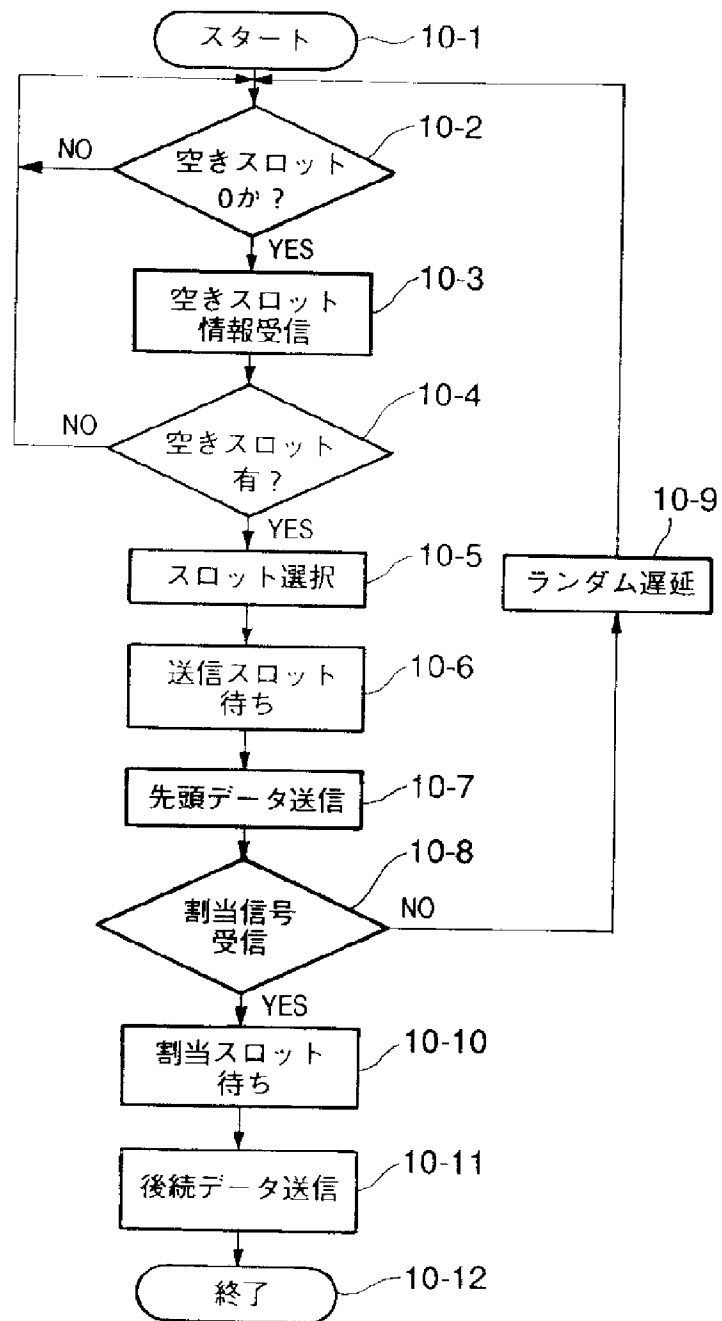 スタート
10-1
10-2
NO
空きスロット
0か？
YES
10-3
空きスロット
情報受信
10-4
NO
空きスロット
有？
YES
10-9
10-5
スロット選択
ランダム遅延
送信スロット
待ち
10-6
先頭データ送信
10-7
10-8
割当信号
受信
NO
YES
割当スロット
待ち
10-10
後続データ送信
10-11
終了
10-12